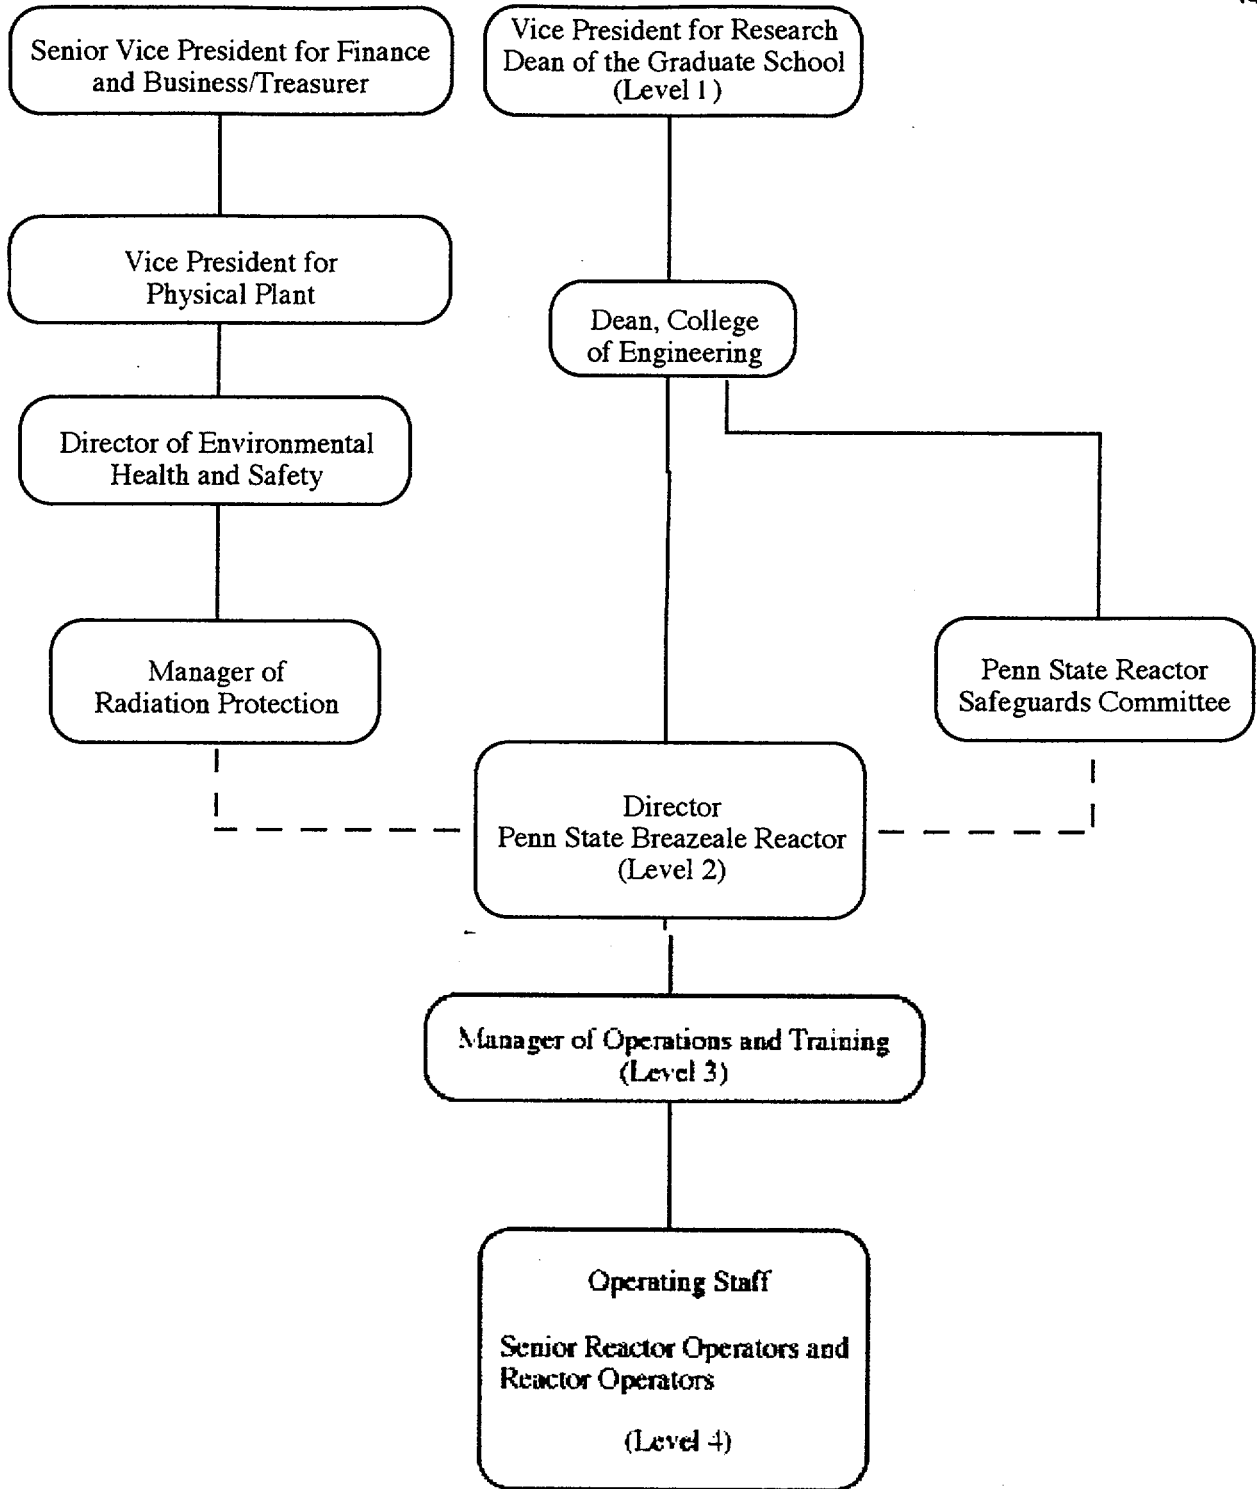 Senior Vice President for Finance
and Business/Treasurer
Vice President for Research
Dean of the Graduate School
(Level 1)
Vice President for
Physical Plant
Dean, College
of Engineering
Director of Environmental
Health and Safety
Manager of
Radiation Protection
Penn State Reactor
Safeguards Committee
Director
Penn State Breazeale Reactor
(Level 2)
Manager of Operations and Training
(Level 3)
Operating Staff
Senior Reactor Operators and
Reactor Operators
(Level 4)